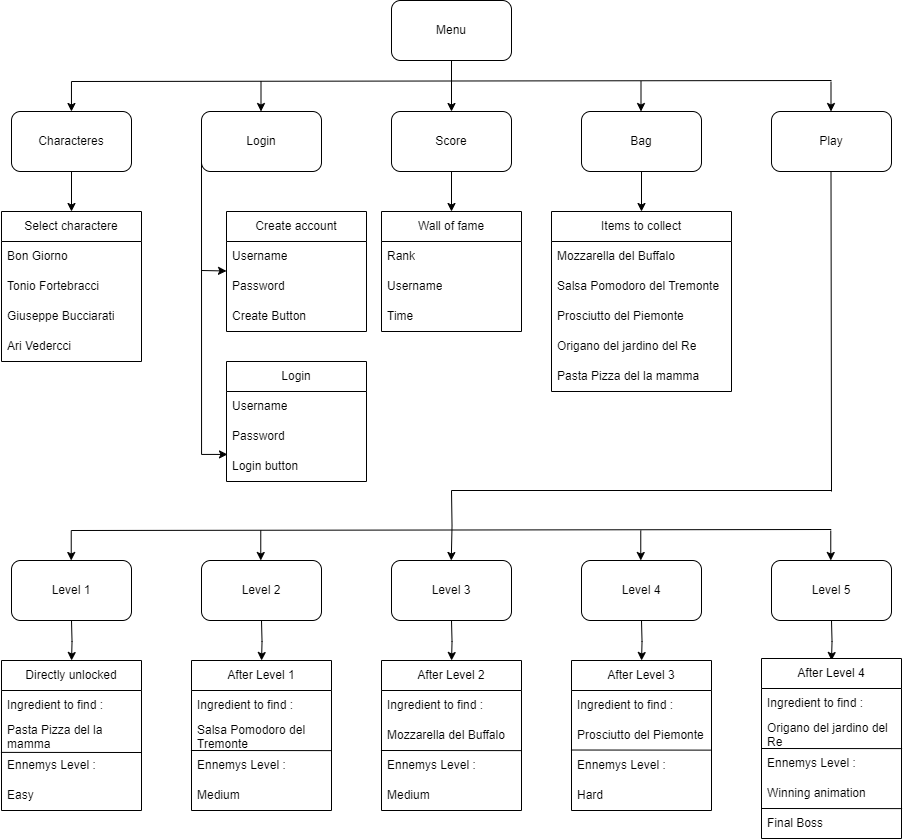 Menu
Characteres
Login
Score
Bag
Play
Select charactere
Bon Giorno
Tonio Fortebracci
Giuseppe Bucciarati
Ari Vedercci
Create account
Username
Password
Create Button
Login
Username
Password
Login button
Wall of fame
Rank
Username
Time
Items to collect
Mozzarella del Buffalo
Salsa Pomodoro del Tremonte
Prosciutto del Piemonte
Origano del jardino del Re
Pasta Pizza del la mamma
Level 1
Level 2
Level 3
Level 4
Level 5
Directly unlocked
Ingredient to find :
Pasta Pizza del la
mamma
Ennemys Level :
Easy
After Level 1
Ingredient to find :
Salsa Pomodoro del
Tremonte
Ennemys Level :
Medium
After Level 2
Ingredient to find :
Mozzarella del Buffalo
Ennemys Level :
Medium
After Level 3
Ingredient to find :
Prosciutto del Piemonte
Ennemys Level :
Hard
After Level 4
Ingredient to find :
Origano del jardino del
Re
Ennemys Level :
Winning animation
Final Boss